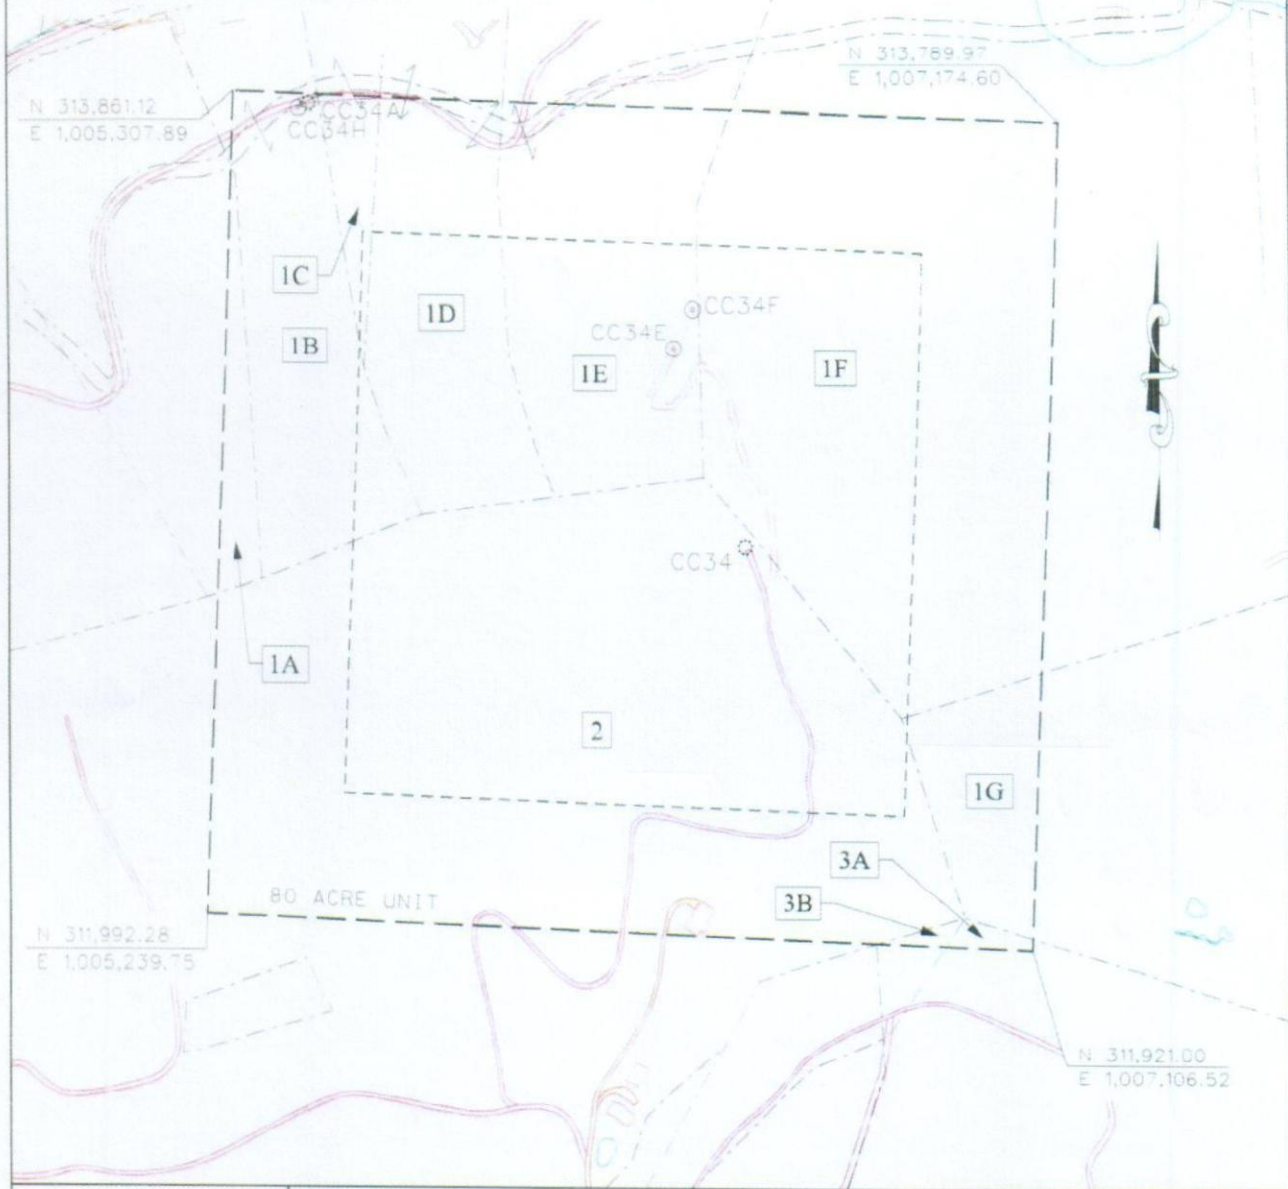 N 313,789.97
E 1,007,174.60
N 313,861.12
E 1,005,307.89
CC34A
CC34H
1C
1D
1B
CC34F
CC34E
1E
1F
CC34
1A
2
1G
3A
3B
80 ACRE UNIT
N 311,992.28
E 1,005,239.75
N 311,921.00
E 1,007,106.52